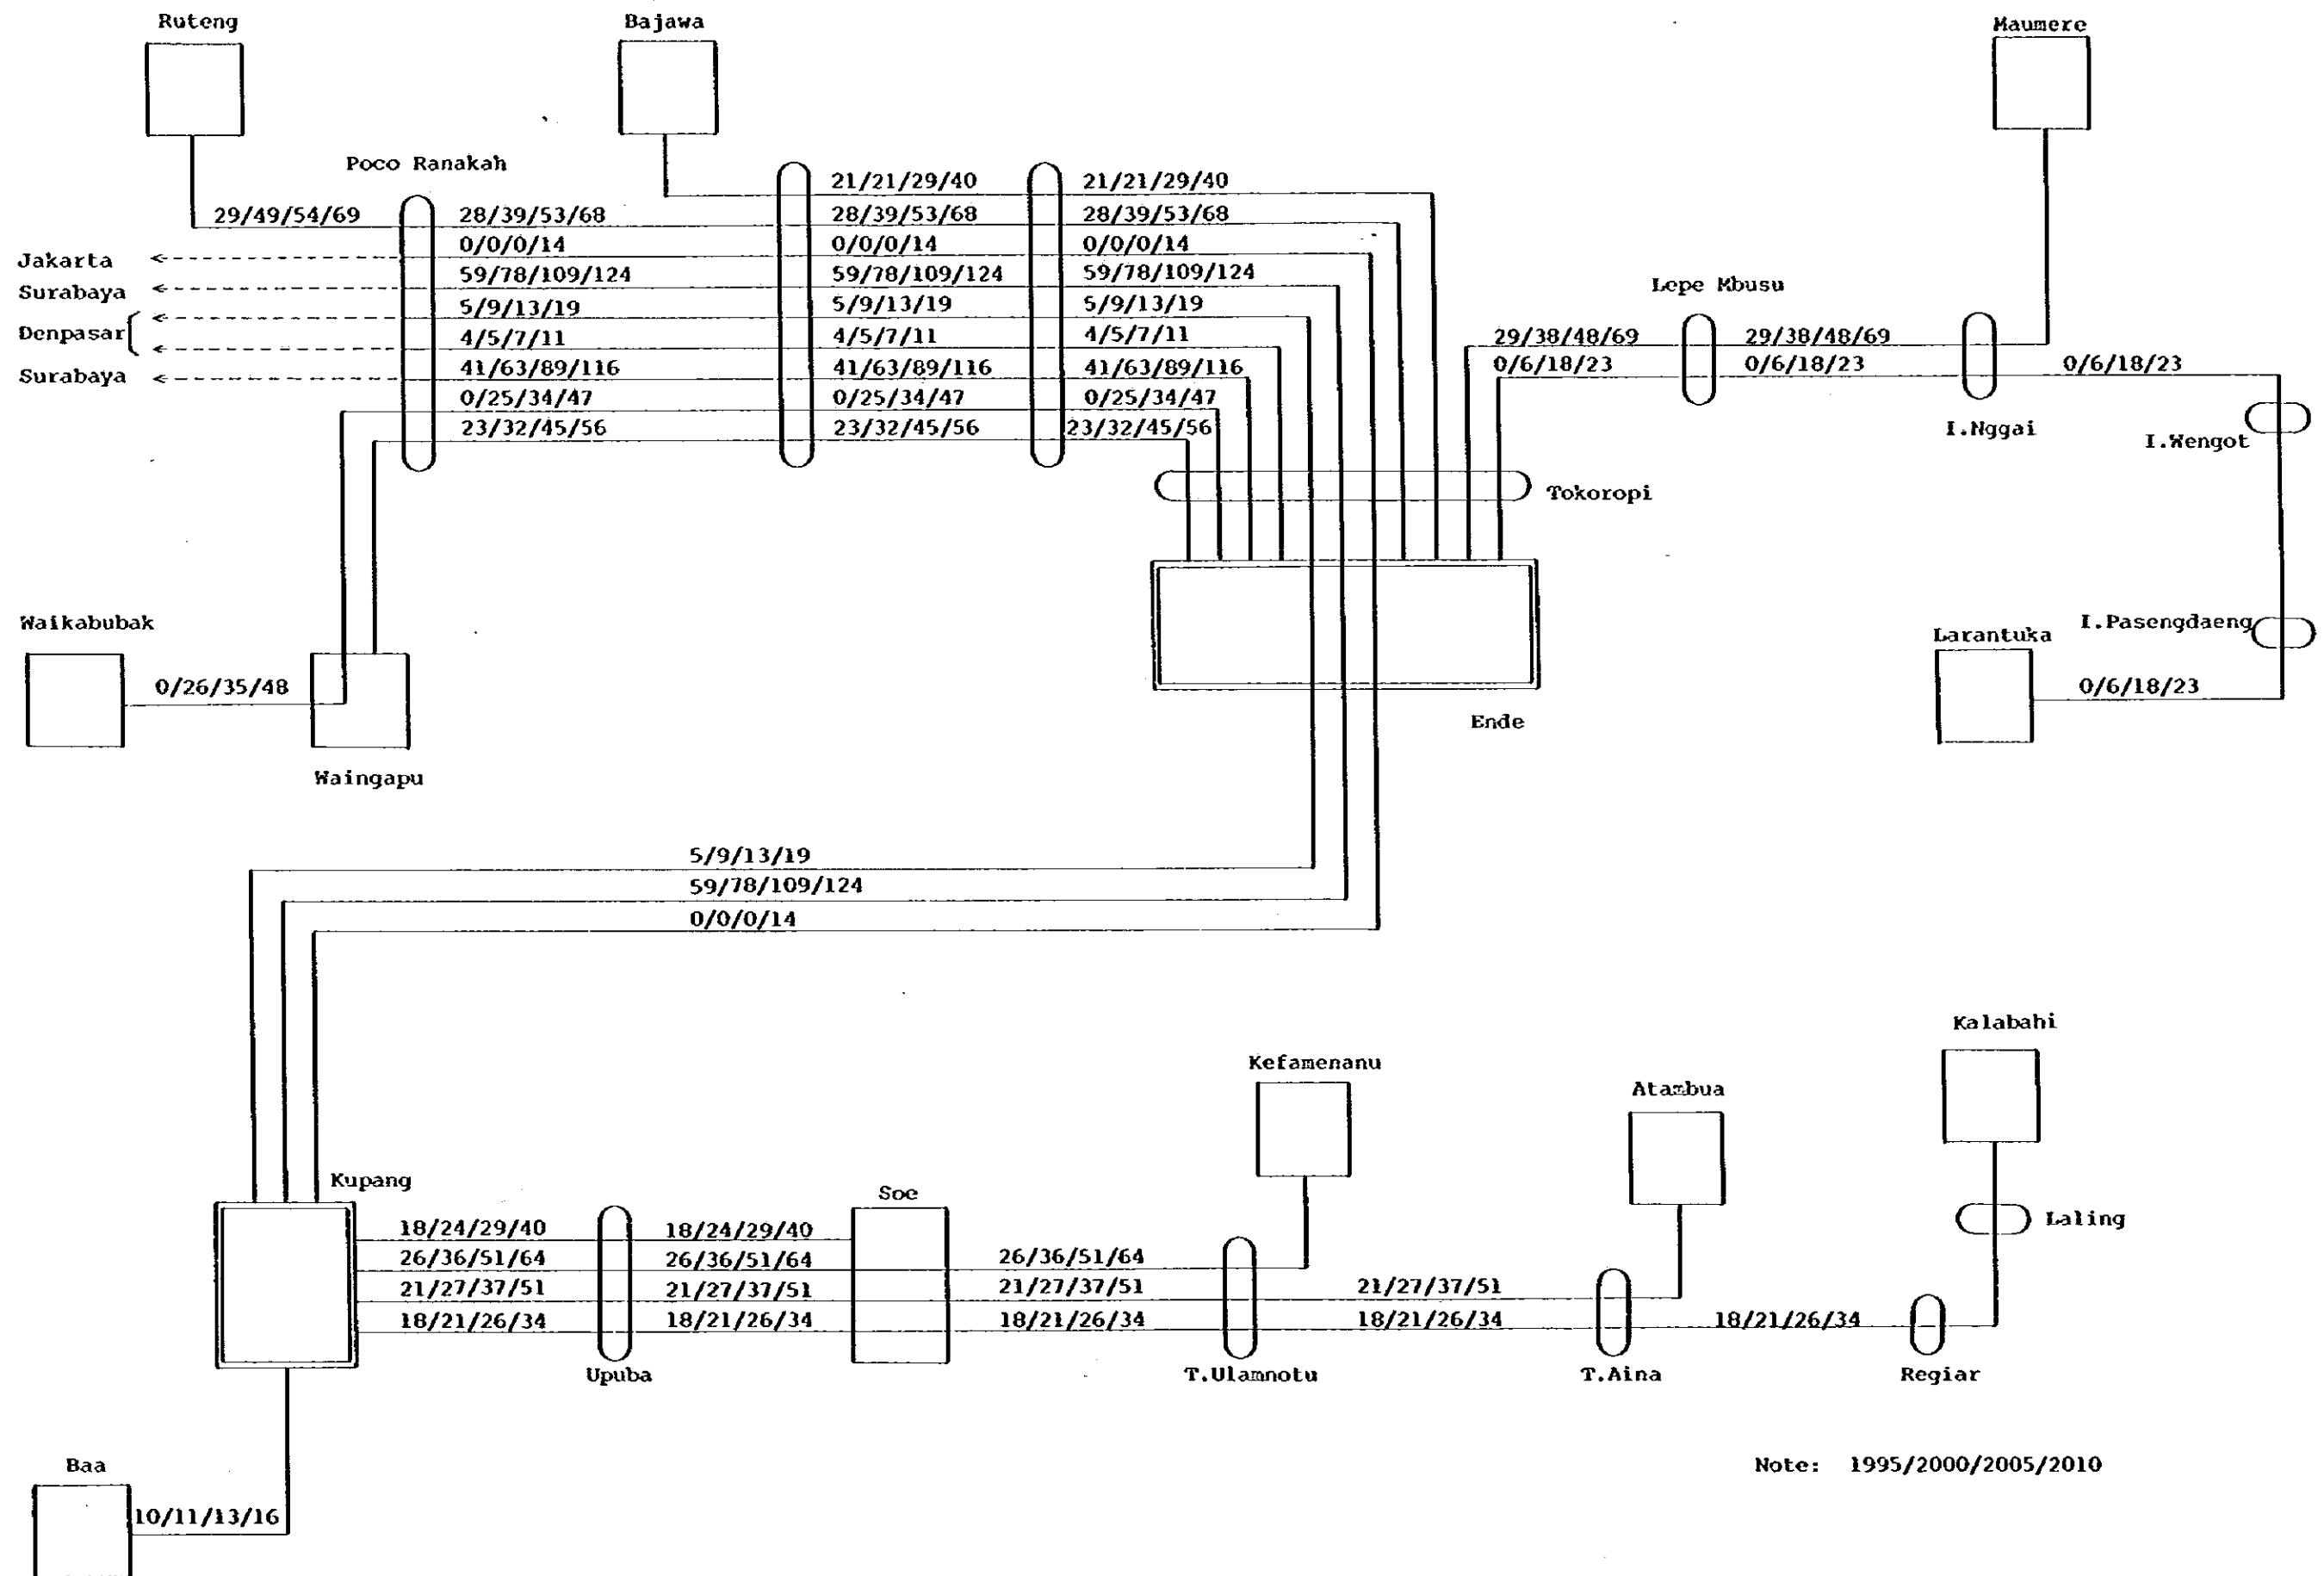 Ruteng
Bajawa
Maumere
Poco Ranakah
21/21/29/40 21/21/29/40
29/49/54/69 28/39/53/68 28/39/53/68 28/39/53/68
0/0/0/14 0/0/0/14 0/0/0/14
Jakarta
59/78/109/124 59/78/109/124 59/78/109/124
Surabaya
5/9/13/19 5/9/13/19 5/9/13/19
Denpasar
4/5/7/11 4/5/7/11 4/5/7/11
41/63/89/116 41/63/89/116 41/63/89/116
Surabaya
0/25/34/47 0/25/34/47 0/25/34/47
23/32/45/56 23/32/45/56 23/32/45/56
Lepe Mbusu
29/38/48/69 29/38/48/69
0/6/18/23 0/6/18/23 0/6/18/23
I.Nggai
I.Wengot
Tokoropi
Waikabubak
0/26/35/48
Waingapu
Ende
Larantuka
I.Pasengdaeng
0/6/18/23
5/9/13/19
59/78/109/124
0/0/0/14
Kalabahi
Kefamenanu
Atambua
Kupang
Soe
Laling
18/24/29/40 18/24/29/40
26/36/51/64 26/36/51/64 26/36/51/64
21/27/37/51 21/27/37/51 21/27/37/51 21/27/37/51
18/21/26/34 18/21/26/34 18/21/26/34 18/21/26/34 18/21/26/34
Upuba
T.Ulamnotu
T.Aina
Regiar
Baa
10/11/13/16
Note: 1995/2000/2005/2010